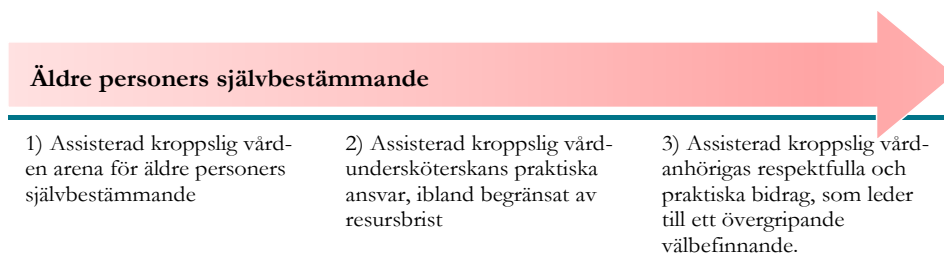 Äldre personers självbestämmande
1) Assisterad kroppslig vård-
en arena för äldre personers
självbestämmande
2) Assisterad kroppslig vård-
undersköterskans praktiska
ansvar, ibland begränsat av
resursbrist
3) Assisterad kroppslig vård-
anhörigas respektfulla och
praktiska bidrag, som leder
till ett övergripande
välbefinnande.